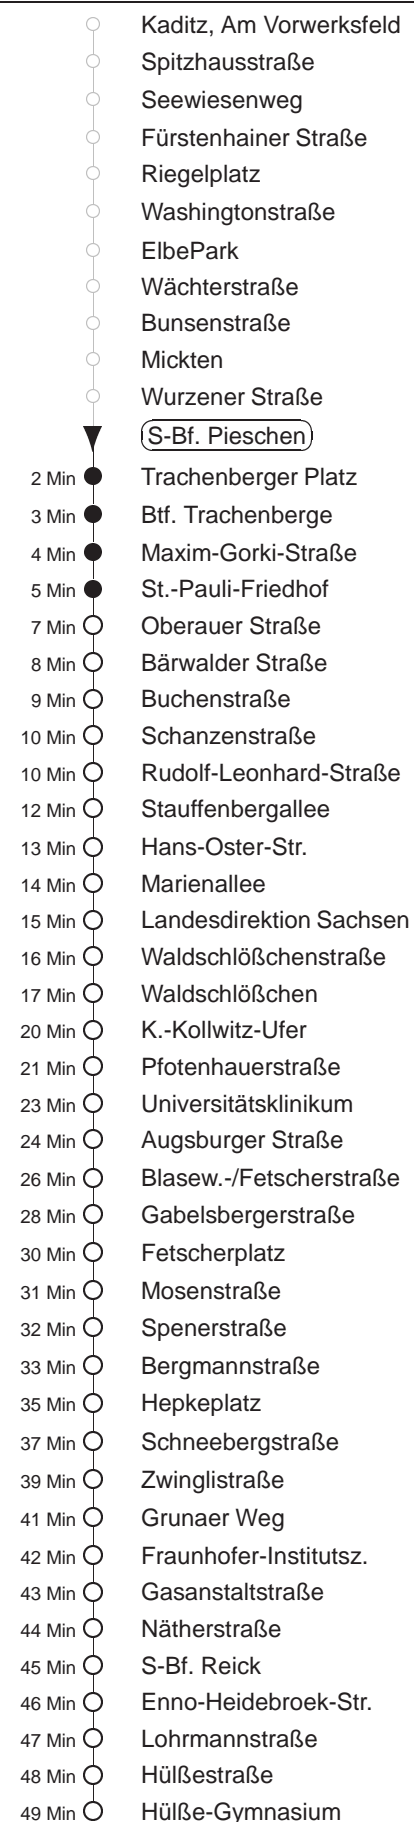 Kaditz, Am Vorwerksfeld
Spitzhausstraße
Seewiesenweg
Fürstenhainer Straße
Riegelplatz
Washingtonstraße
ElbePark
Wächterstraße
Bunsenstraße
Mickten
Wurzener Straße
S-Bf. Pieschen
2 Min Trachenberger Platz
3 Min Btf. Trachenberge
4 Min Maxim-Gorki-Straße
5 Min St.-Pauli-Friedhof
7 Min Oberauer Straße
8 Min Bärwalder Straße
9 Min Buchenstraße
10 Min Schanzenstraße
10 Min Rudolf-Leonhard-Straße
12 Min Stauffenbergallee
13 Min Hans-Oster-Str.
14 Min Marienallee
15 Min Landesdirektion Sachsen
16 Min Waldschlößchenstraße
17 Min Waldschlößchen
20 Min K.-Kollwitz-Ufer
21 Min Pfotenhauerstraße
23 Min Universitätsklinikum
24 Min Augsburger Straße
26 Min Blasew.-/Fetscherstraße
28 Min Gabelsbergerstraße
30 Min Fetscherplatz
31 Min Mosenstraße
32 Min Spenerstraße
33 Min Bergmannstraße
35 Min Hepkeplatz
37 Min Schneebergstraße
39 Min Zwinglistraße
41 Min Grunaer Weg
42 Min Fraunhofer-Institutsz.
43 Min Gasanstaltstraße
44 Min Nätherstraße
45 Min S-Bf. Reick
46 Min Enno-Heidebroek-Str.
47 Min Lohrmannstraße
48 Min Hülßestraße
49 Min Hülße-Gymnasium